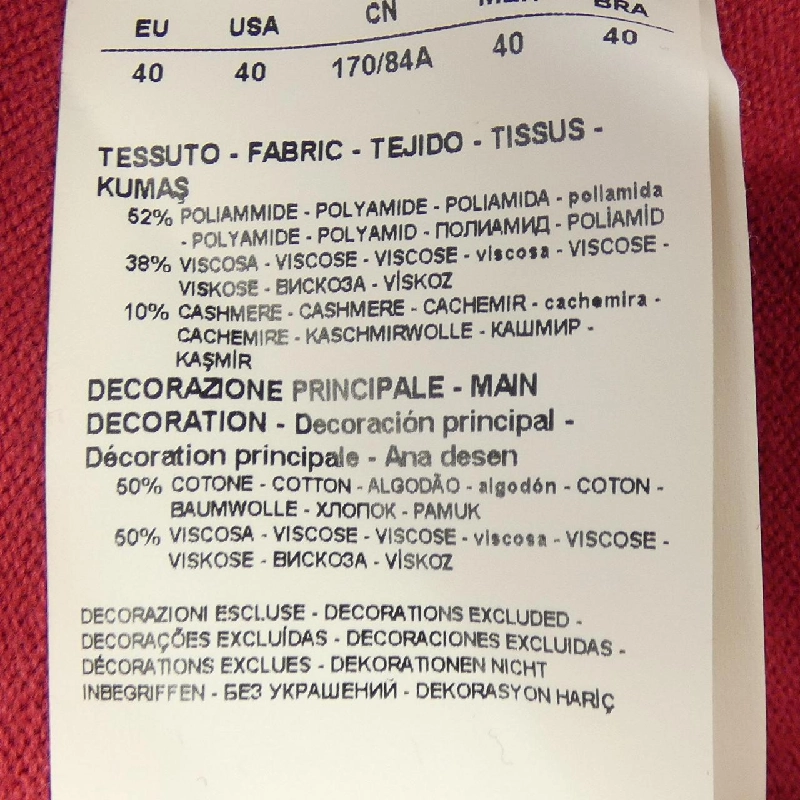 EU USA CN BRA
40 40 170/84A 40 40
TESSUTO - FABRIC - TEJIDO - TISSUS -
KUMAŞ
52% POLIAMMIDE - POLYAMIDE - POLIAMIDA - poliamida
- POLYAMIDE - POLYAMID - ПОЛИАМИД - POLİAMİD
38% VISCOSA - VISCOSE - VISCOSE - viscosa - VISCOSE -
VISKOSE - ВИСКОЗА - VİSKOZ
10% CASHMERE - CASHMERE - CACHEMIR - cachemira -
CACHEMIRE - KASCHMIRWOLLE - КАШМИР -
KAŞMİR
DECORAZIONE PRINCIPALE - MAIN
DECORATION - Decoración principal -
Décoration principale - Ana desen
50% COTONE - COTTON - ALGODÃO - algodón - COTON -
BAUMWOLLE - ХЛОПОК - PAMUK
50% VISCOSA - VISCOSE - VISCOSE - viscosa - VISCOSE -
VISKOSE - ВИСКОЗА - VİSKOZ
DECORAZIONI ESCLUSE - DECORATIONS EXCLUDED -
DECORAÇÕES EXCLUÍDAS - DECORACIONES EXCLUIDAS -
DÉCORATIONS EXCLUES - DEKORATIONEN NICHT
INBEGRIFFEN - БЕЗ УКРАШЕНИЙ - DEKORASYON HARİÇ